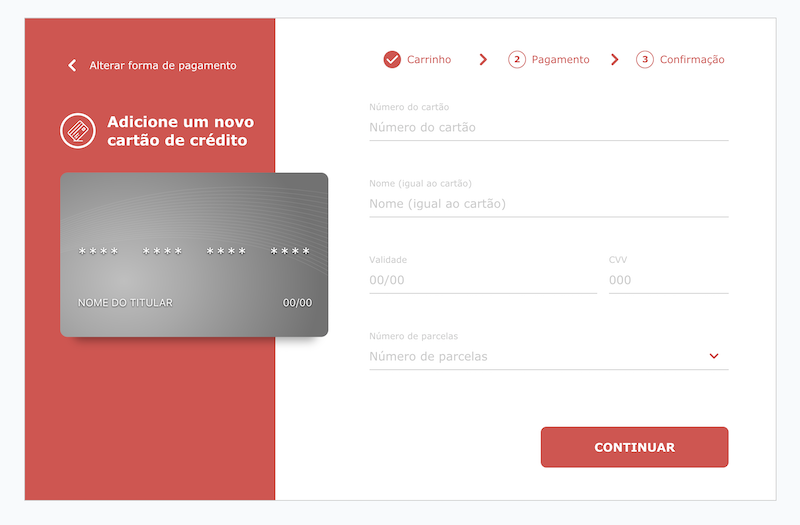 Alterar forma de pagamento
Adicione um novo
cartão de crédito
**** **** **** ****
NOME DO TITULAR 00/00
Carrinho 2 Pagamento 3 Confirmação
Número do cartão
Número do cartão
Nome (igual ao cartão)
Nome (igual ao cartão)
Validade CVV
00/00 000
Número de parcelas
Número de parcelas
CONTINUAR